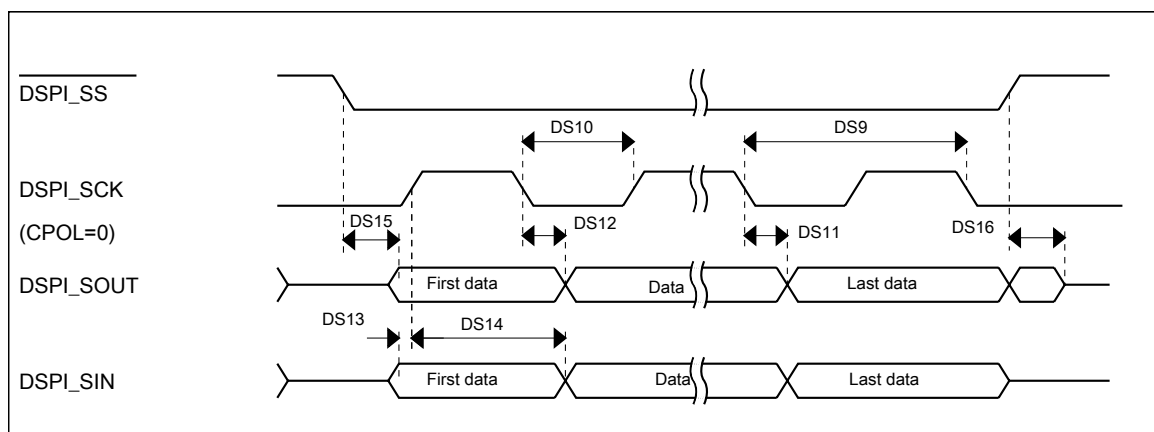 DSPI_SS
DS10
DS9
DSPI_SCK
(CPOL=0)
DS15
DS12
DS11
DS16
DSPI_SOUT
First data
Data
Last data
DS13
DS14
DSPI_SIN
First data
Data
Last data